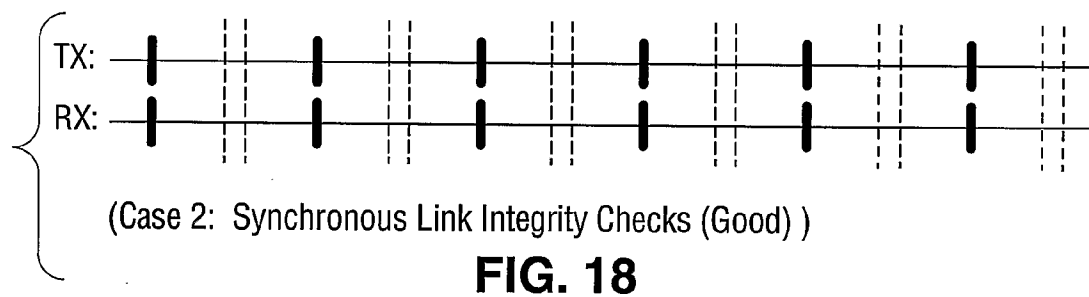 TX:
RX:
(Case 2: Synchronous Link Integrity Checks (Good) )
FIG. 18